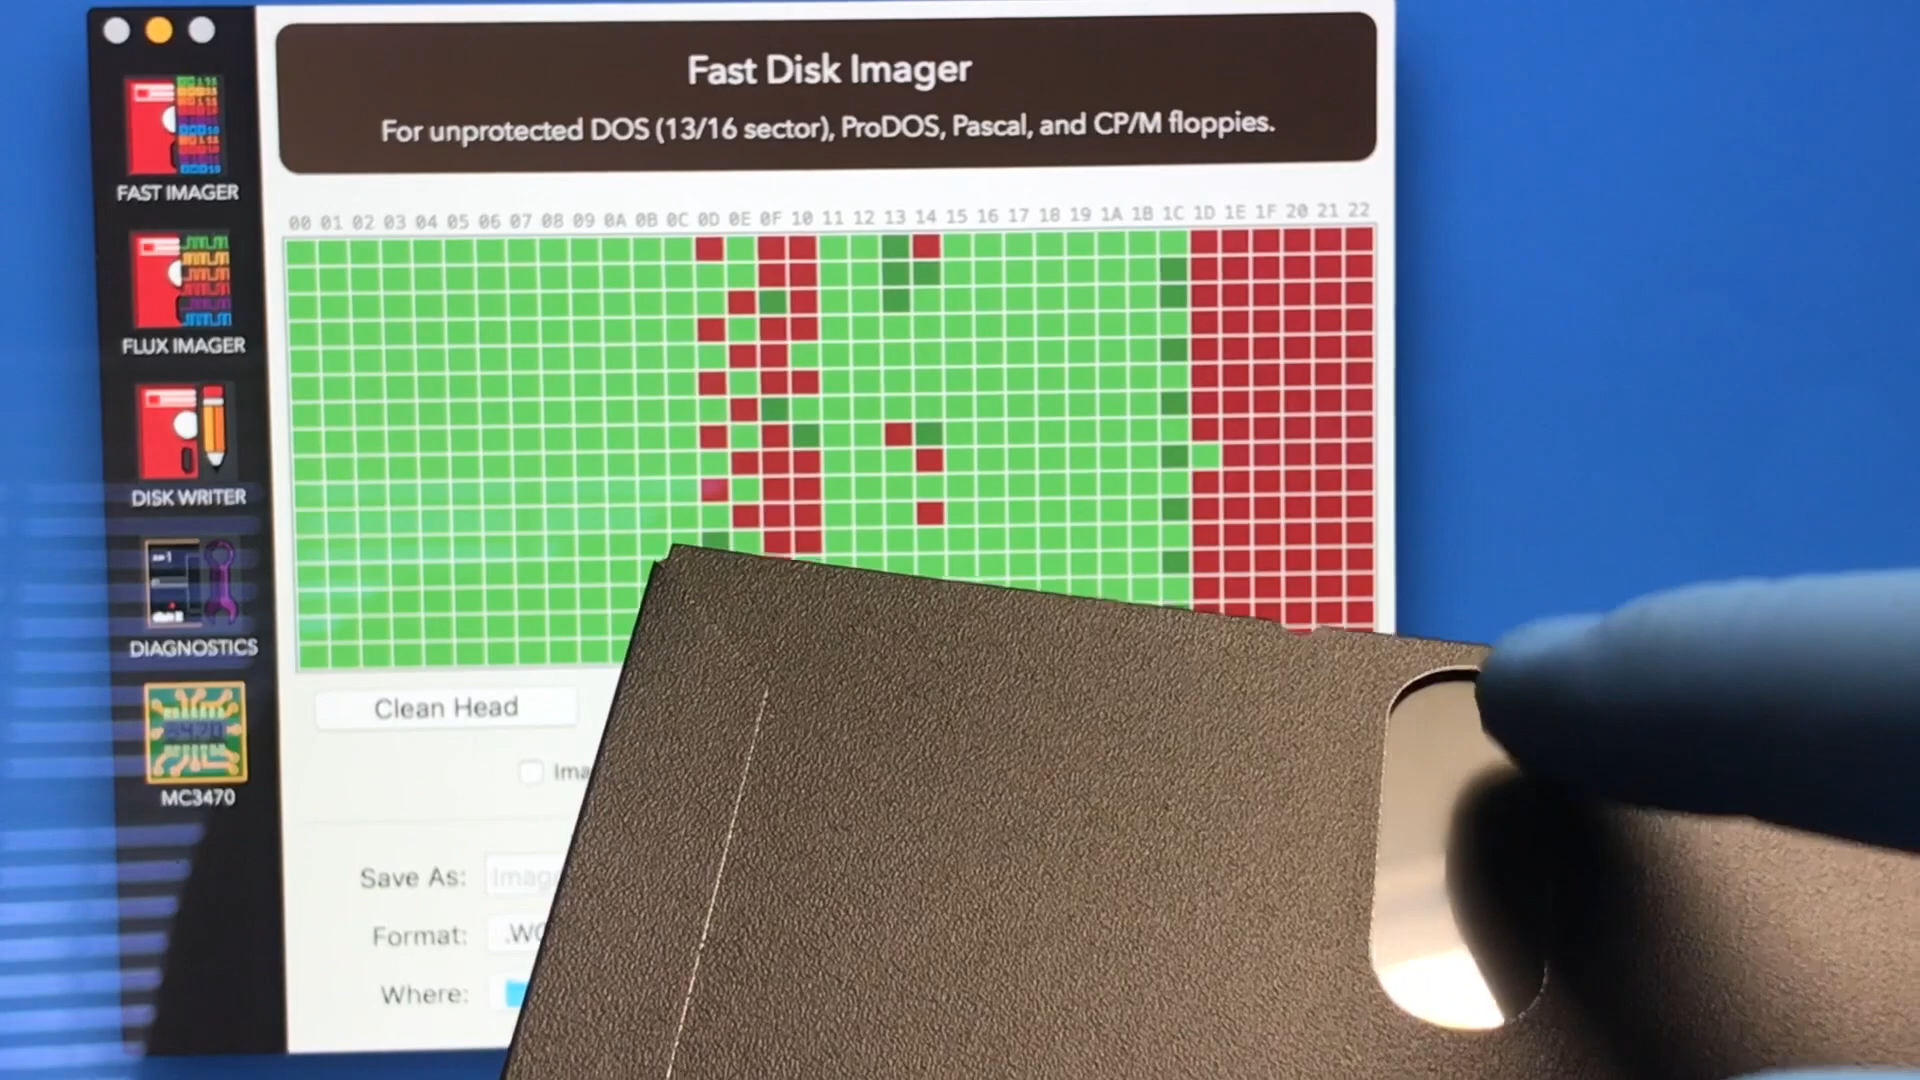 Fast Disk Imager
For unprotected DOS (13/16 sector), ProDOS, Pascal, and CP/M floppies.
FAST IMAGER
FLUX IMAGER
DISK WRITER
DIAGNOSTICS
MC3470
00 01 02 03 04 05 06 07 08 09 0A 0B 0C 0D 0E 0F 10 11 12 13 14 15 16 17 18 19 1A 1B 1C 1D 1E 1F 20 21 22
Clean Head
Ima
Save As: Imag
Format: .WO
Where: